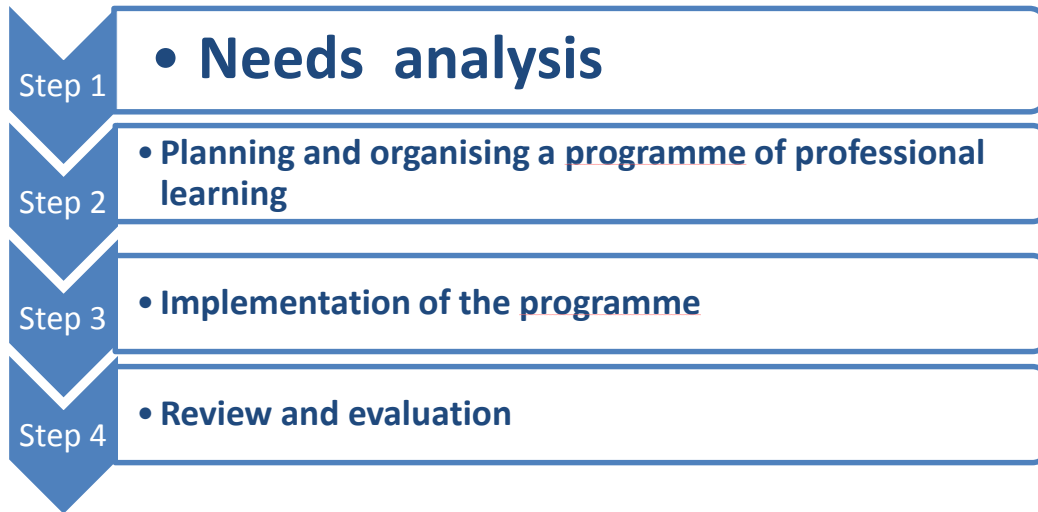 Step 1
• Needs analysis
Step 2
• Planning and organising a programme of professional
learning
Step 3
• Implementation of the programme
Step 4
• Review and evaluation